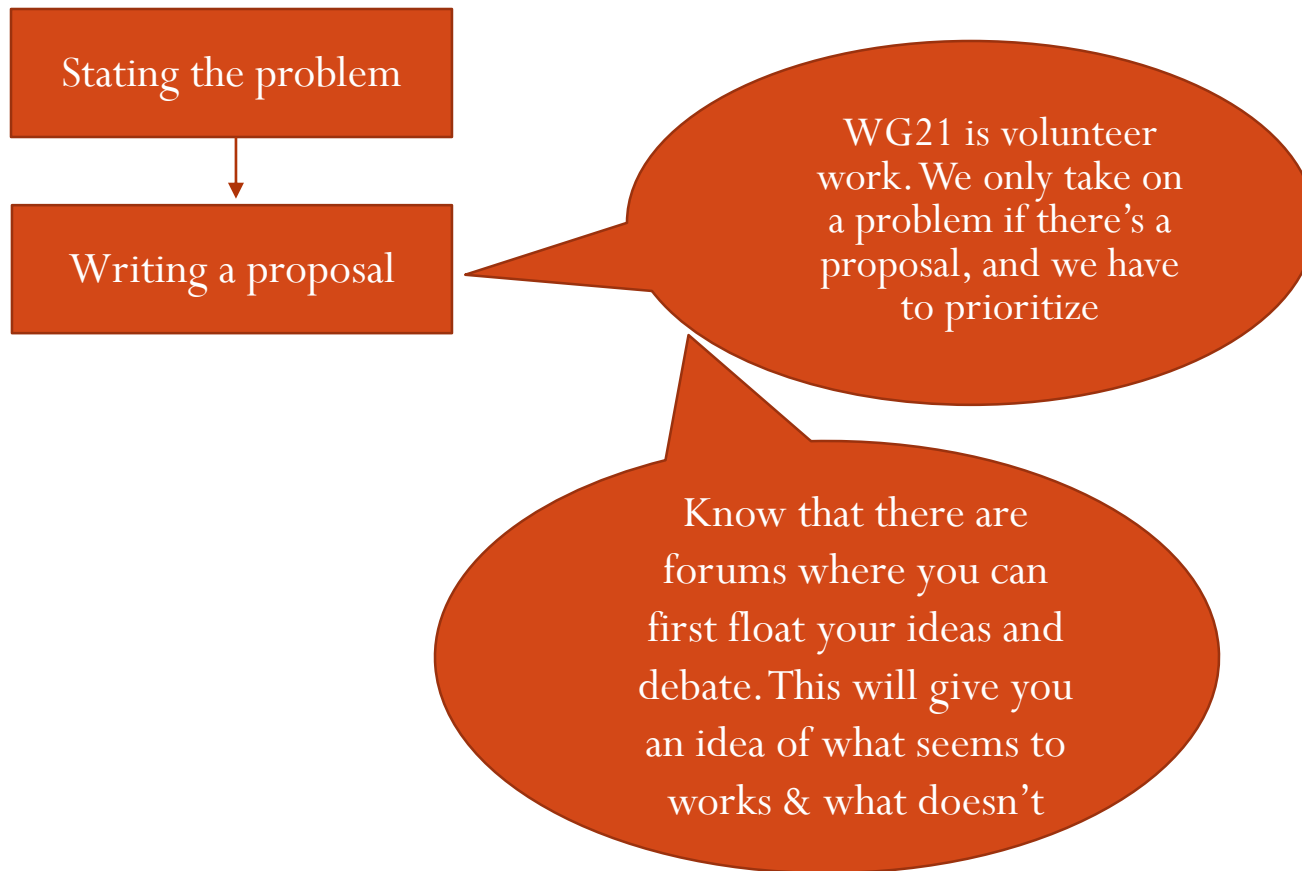 Stating the problem
Writing a proposal
WG21 is volunteer
work. We only take on
a problem if there’s a
proposal, and we have
to prioritize
Know that there are
forums where you can
first float your ideas and
debate. This will give you
an idea of what seems to
works & what doesn’t